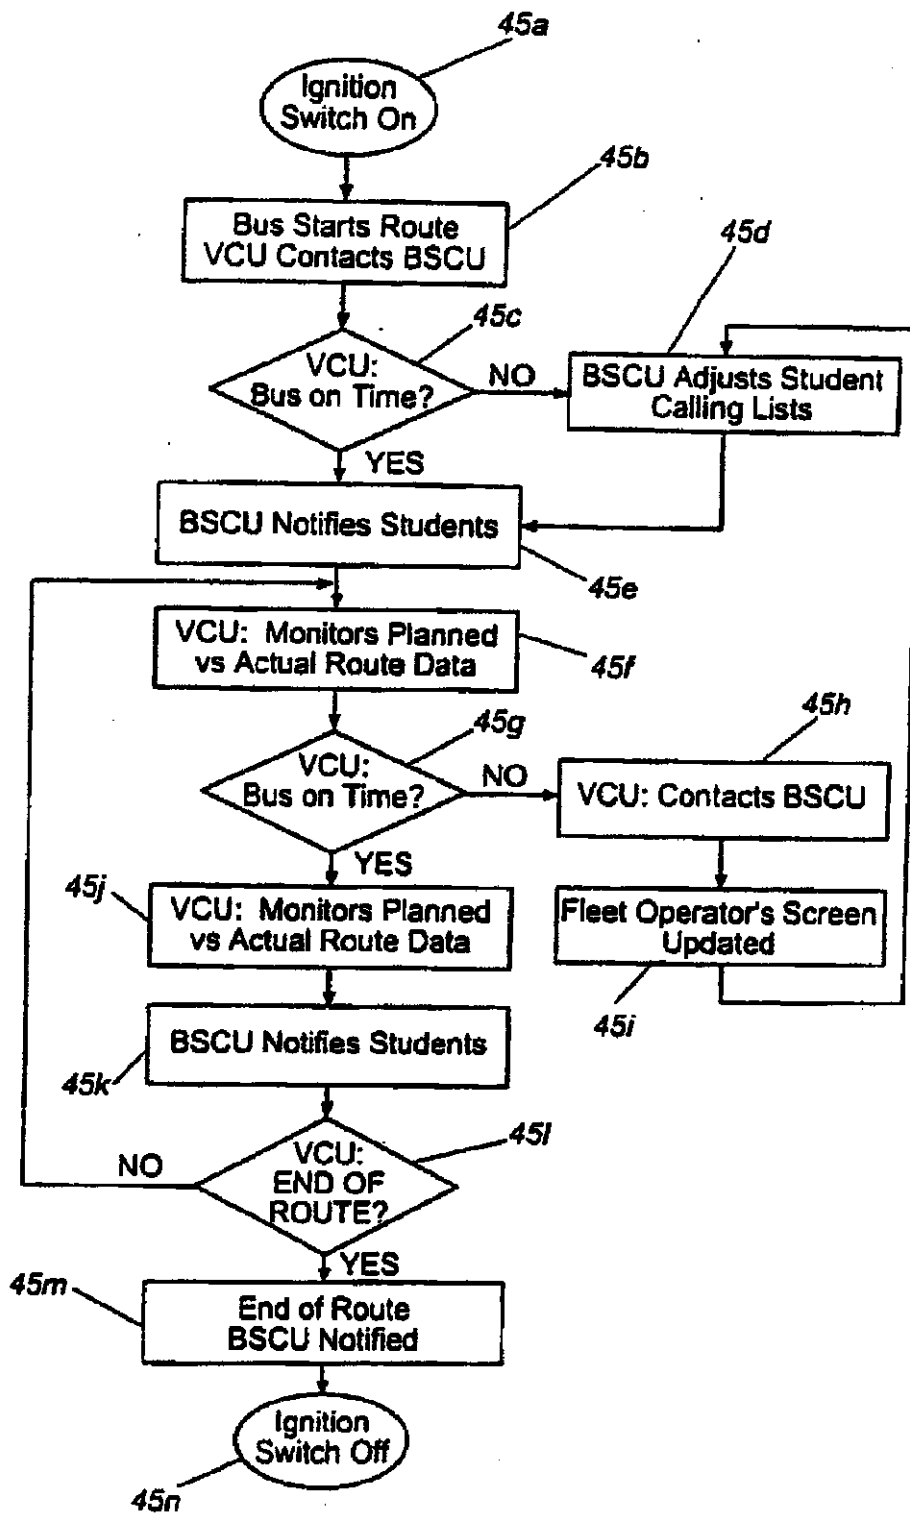 45a
Ignition
Switch On
45b
Bus Starts Route
VCU Contacts BSCU
45c
VCU:
Bus on Time?
NO
45d
BSCU Adjusts Student
Calling Lists
YES
BSCU Notifies Students
45e
VCU: Monitors Planned
vs Actual Route Data
45f
45g
VCU:
Bus on Time?
NO
45h
VCU: Contacts BSCU
YES
45j
VCU: Monitors Planned
vs Actual Route Data
Fleet Operator's Screen
Updated
45i
BSCU Notifies Students
45k
VCU:
END OF
ROUTE?
45l
NO
YES
45m
End of Route
BSCU Notified
Ignition
Switch Off
45n